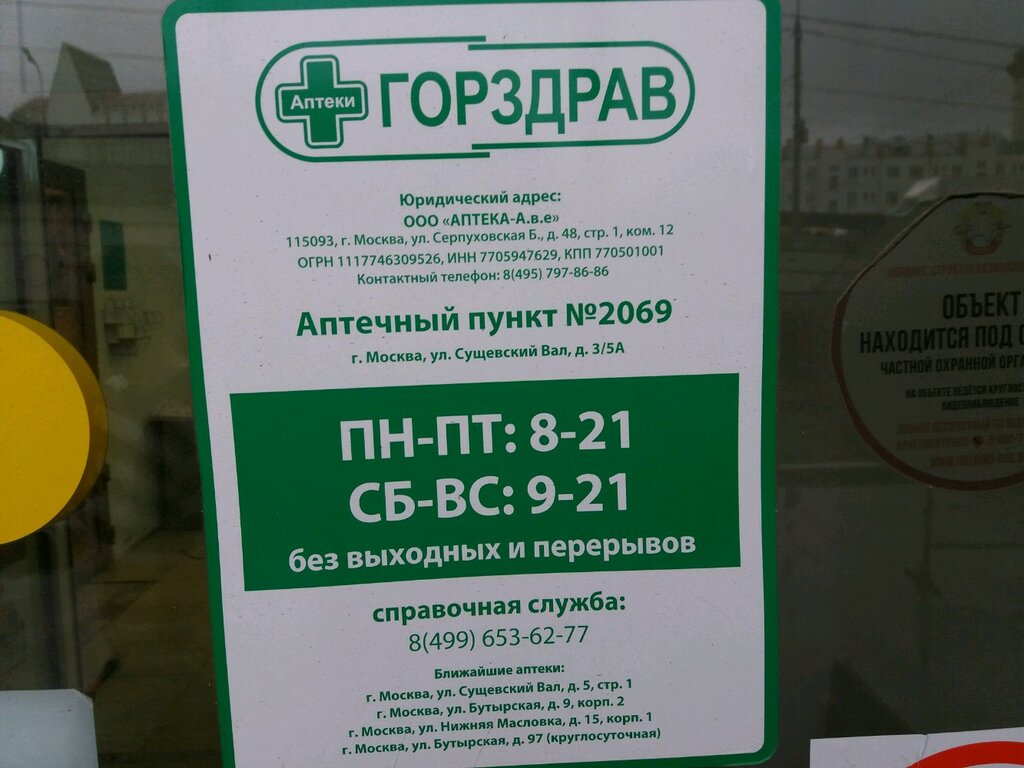 Аптеки
ГОРЗДРАВ
Юридический адрес:
ООО «АПТЕКА-А.в.е»
115093, г. Москва, ул. Серпуховская Б., д. 48, стр. 1, ком. 12
ОГРН 1117746309526, ИНН 7705947629, КПП 770501001
Контактный телефон: 8(495) 797-86-86
Аптечный пункт №2069
г. Москва, ул. Сущевский Вал, д. 3/5А
ПН-ПТ: 8-21
СБ-ВС: 9-21
без выходных и перерывов
справочная служба:
8(499) 653-62-77
Ближайшие аптеки:
г. Москва, ул. Сущевский Вал, д. 5, стр. 1
г. Москва, ул. Бутырская, д. 9, корп. 2
г. Москва, ул. Нижняя Масловка, д. 15, корп. 1
г. Москва, ул. Бутырская, д. 97 (круглосуточная)
ОБЪЕКТ
НАХОДИТСЯ ПОД
ЧАСТНОЙ ОХРАННОЙ
НА ОБЪЕКТЕ ВЕДЁТСЯ
ВИДЕОНАБЛЮДЕНИЕ